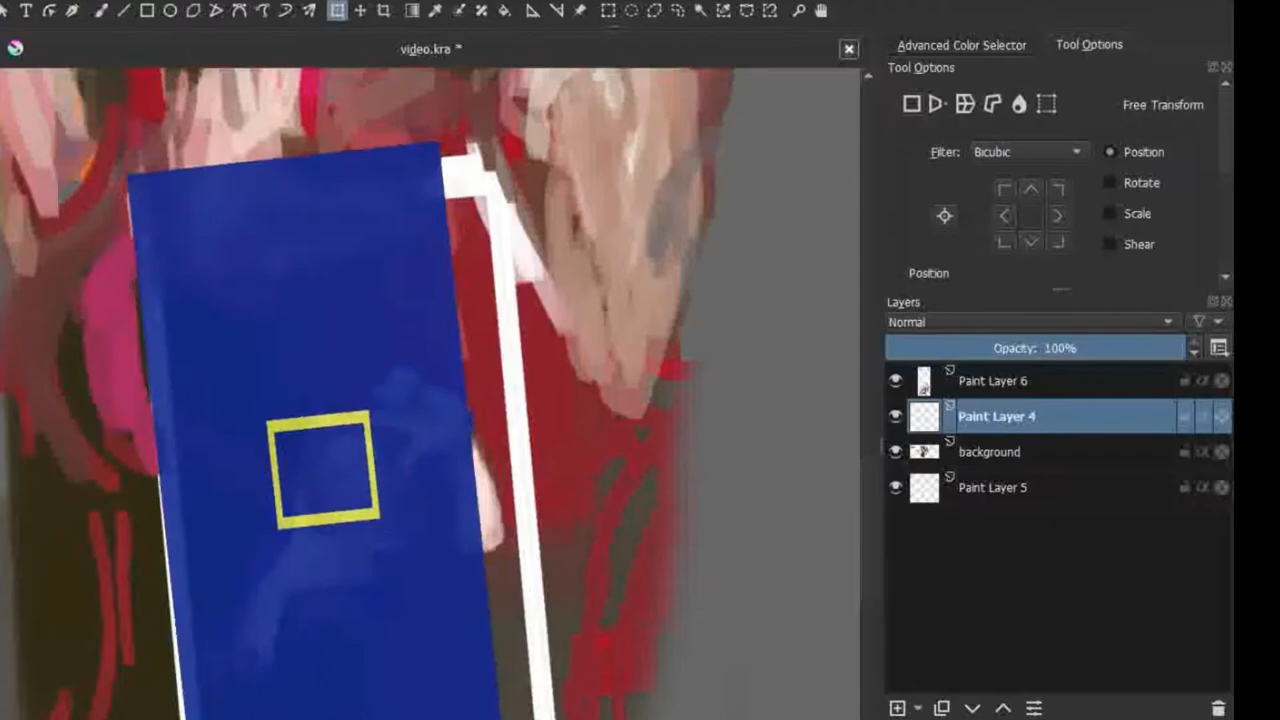 video.kra *
Advanced Color Selector
Tool Options
Tool Options
Free Transform
Filter: Bicubic
Position
Rotate
Scale
Shear
Position
Layers
Normal
Opacity: 100%
Paint Layer 6
Paint Layer 4
background
Paint Layer 5